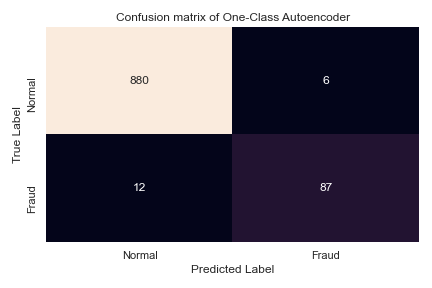 Confusion matrix of One-Class Autoencoder
True Label
Normal
880
6
Fraud
12
87
Normal
Fraud
Predicted Label